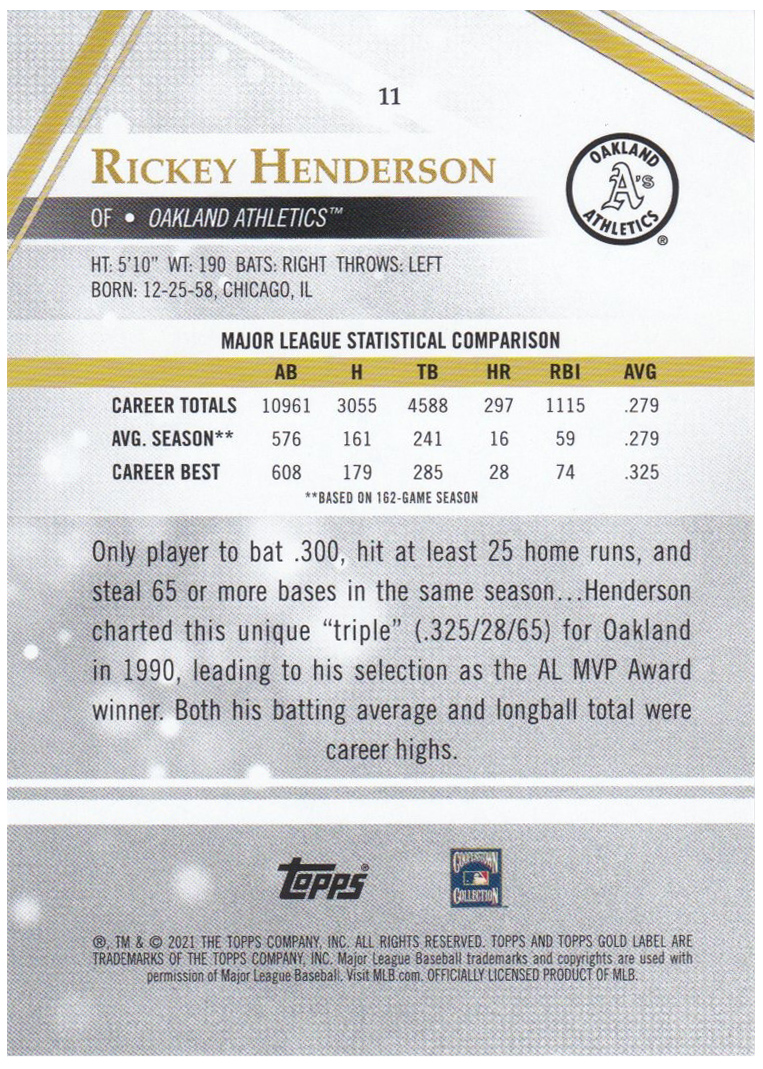 11
RICKEY HENDERSON
OF • OAKLAND ATHLETICS™
OAKLAND
A's
ATHLETICS
®
HT: 5'10" WT: 190 BATS: RIGHT THROWS: LEFT
BORN: 12-25-58, CHICAGO, IL
MAJOR LEAGUE STATISTICAL COMPARISON
AB H TB HR RBI AVG
CAREER TOTALS 10961 3055 4588 297 1115 .279
AVG. SEASON** 576 161 241 16 59 .279
CAREER BEST 608 179 285 28 74 .325
**BASED ON 162-GAME SEASON
Only player to bat .300, hit at least 25 home runs, and
steal 65 or more bases in the same season...Henderson
charted this unique “triple” (.325/28/65) for Oakland
in 1990, leading to his selection as the AL MVP Award
winner. Both his batting average and longball total were
career highs.
topps®
COOPERSTOWN
COLLECTION
®, TM & © 2021 THE TOPPS COMPANY, INC. ALL RIGHTS RESERVED. TOPPS AND TOPPS GOLD LABEL ARE
TRADEMARKS OF THE TOPPS COMPANY, INC. Major League Baseball trademarks and copyrights are used with
permission of Major League Baseball. Visit MLB.com. OFFICIALLY LICENSED PRODUCT OF MLB.